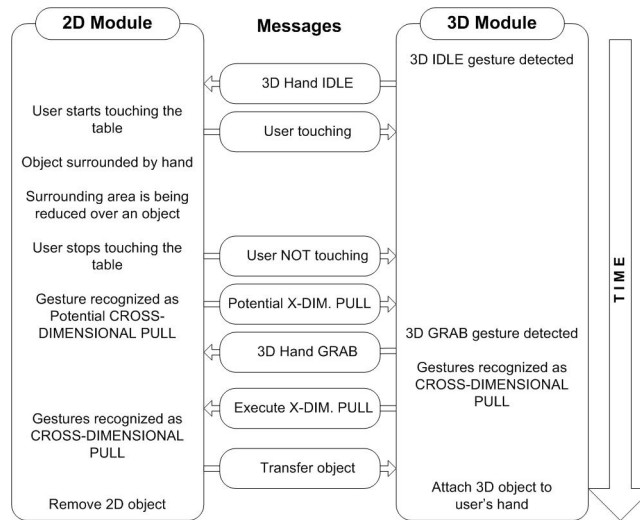 2D Module
Messages
3D Module
3D IDLE gesture detected
3D Hand IDLE
User starts touching the
table
User touching
Object surrounded by hand
Surrounding area is being
reduced over an object
User stops touching the
table
User NOT touching
Gesture recognized as
Potential CROSS-
DIMENSIONAL PULL
Potential X-DIM. PULL
3D GRAB gesture detected
3D Hand GRAB
Gestures recognized as
CROSS-DIMENSIONAL
PULL
Execute X-DIM. PULL
Gestures recognized as
CROSS-DIMENSIONAL
PULL
Transfer object
Remove 2D object
Attach 3D object to
user's hand
TIME